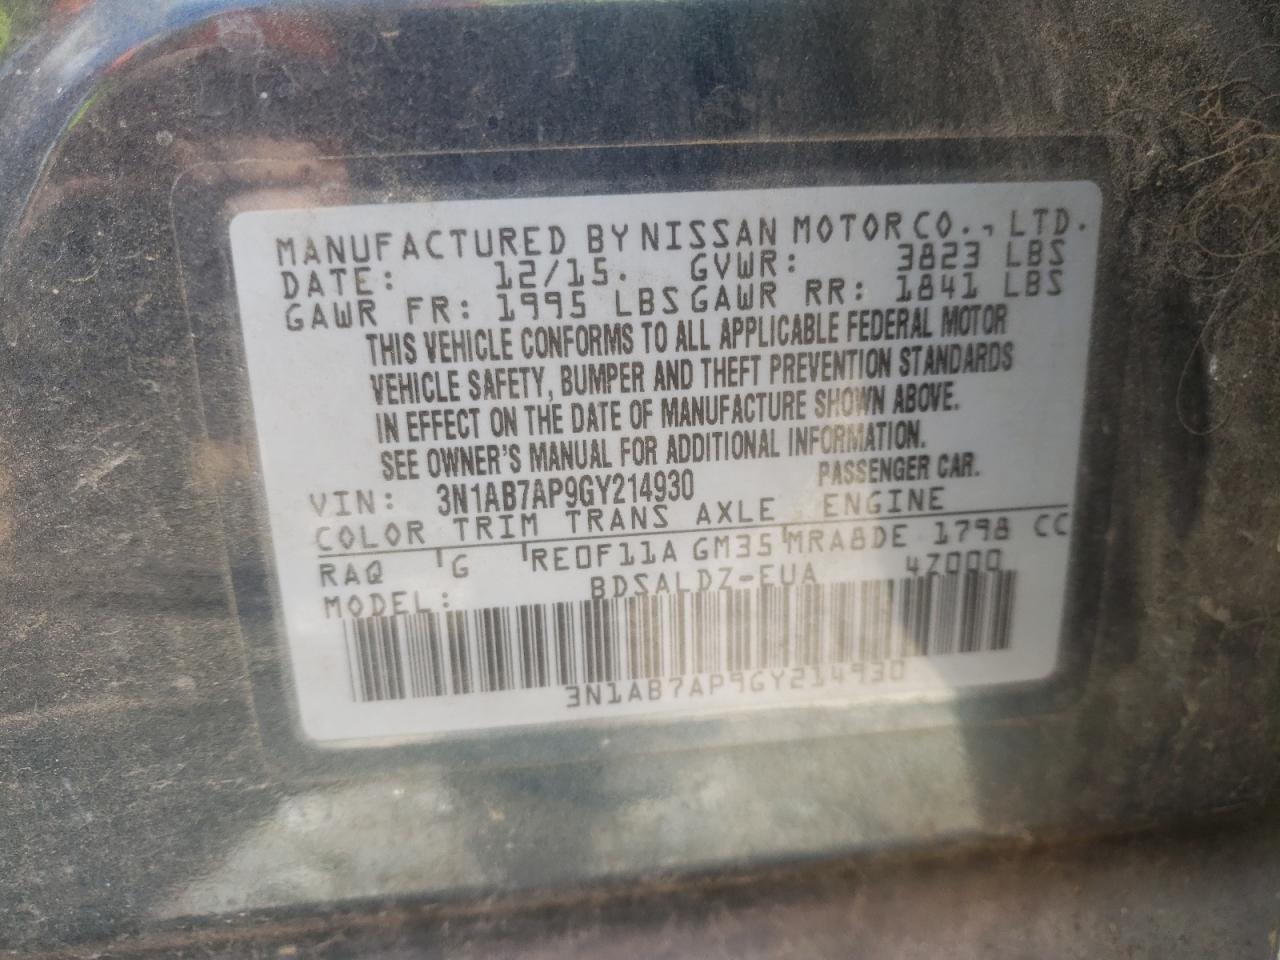 MANUFACTURED BY NISSAN MOTOR CO., LTD.
DATE: 12/15. GVWR: 3823 LBS
GAWR FR: 1995 LBS GAWR RR: 1841 LBS
THIS VEHICLE CONFORMS TO ALL APPLICABLE FEDERAL MOTOR
VEHICLE SAFETY, BUMPER AND THEFT PREVENTION STANDARDS
IN EFFECT ON THE DATE OF MANUFACTURE SHOWN ABOVE.
SEE OWNER'S MANUAL FOR ADDITIONAL INFORMATION.
VIN: 3N1AB7AP9GY214930 PASSENGER CAR.
COLOR TRIM TRANS AXLE ENGINE
RAQ G RE0F11A GM35 MRA8DE 1798 CC
MODEL: BDSALDZ-EUA 4Z000
3N1AB7AP9GY214930